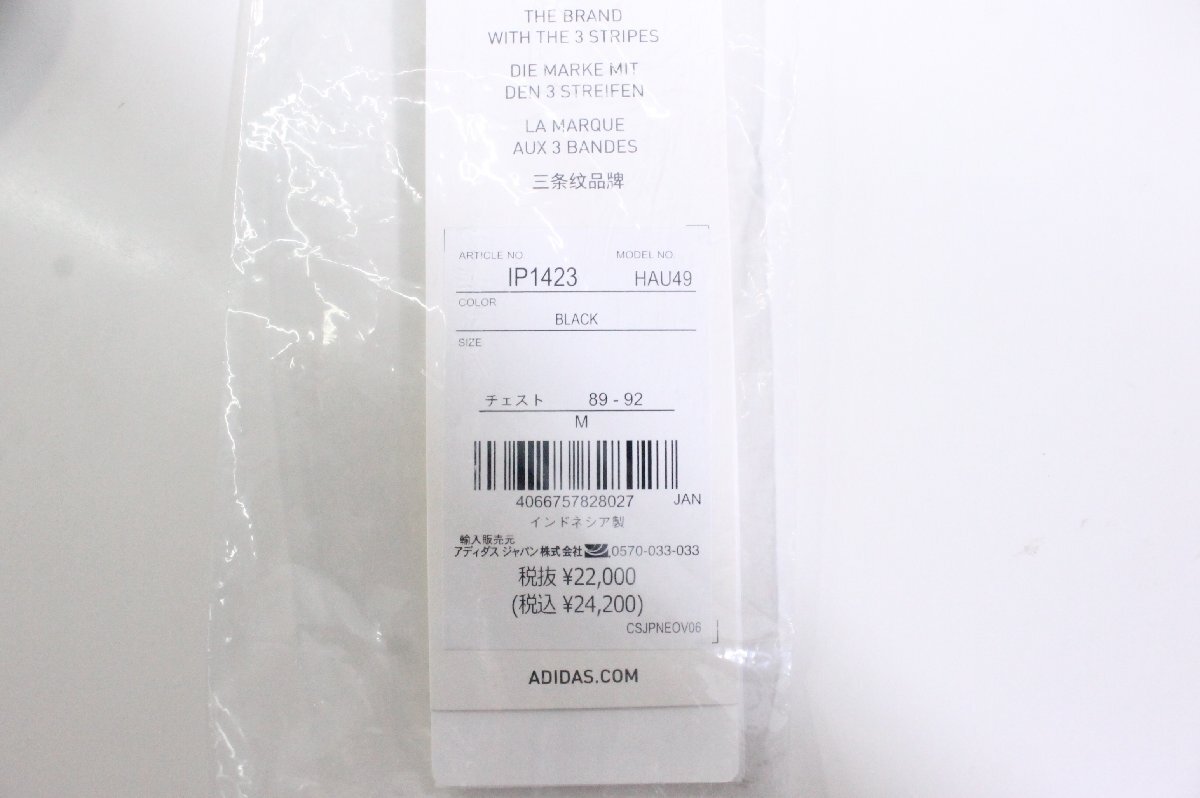 THE BRAND
WITH THE 3 STRIPES
DIE MARKE MIT
DEN 3 STREIFEN
LA MARQUE
AUX 3 BANDES
三条纹品牌
ARTICLE NO. MODEL NO.
IP1423 HAU49
COLOR
BLACK
SIZE
チェスト 89 - 92
M
4066757828027 JAN
インドネシア製
輸入販売元
アディダス ジャパン株式会社 0570-033-033
税抜 ¥22,000
(税込 ¥24,200)
CSJPNEOV06
ADIDAS.COM